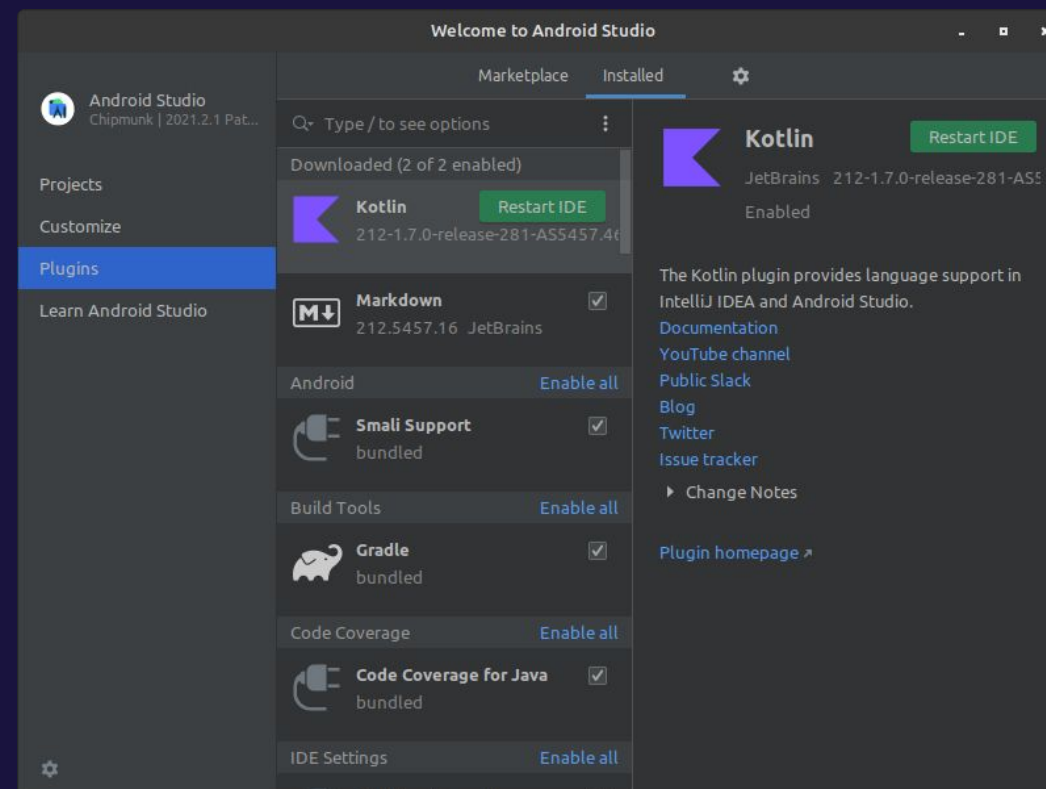 Welcome to Android Studio
Android Studio
Chipmunk | 2021.2.1 Pat...
Projects
Customize
Plugins
Learn Android Studio
Marketplace
Installed
Type / to see options
Downloaded (2 of 2 enabled)
Kotlin
Restart IDE
212-1.7.0-release-281-AS5457.46
Markdown
212.5457.16 JetBrains
Android
Enable all
Smali Support
bundled
Build Tools
Enable all
Gradle
bundled
Code Coverage
Enable all
Code Coverage for Java
bundled
IDE Settings
Enable all
Kotlin
Restart IDE
JetBrains 212-1.7.0-release-281-AS5
Enabled
The Kotlin plugin provides language support in
IntelliJ IDEA and Android Studio.
Documentation
YouTube channel
Public Slack
Blog
Twitter
Issue tracker
Change Notes
Plugin homepage